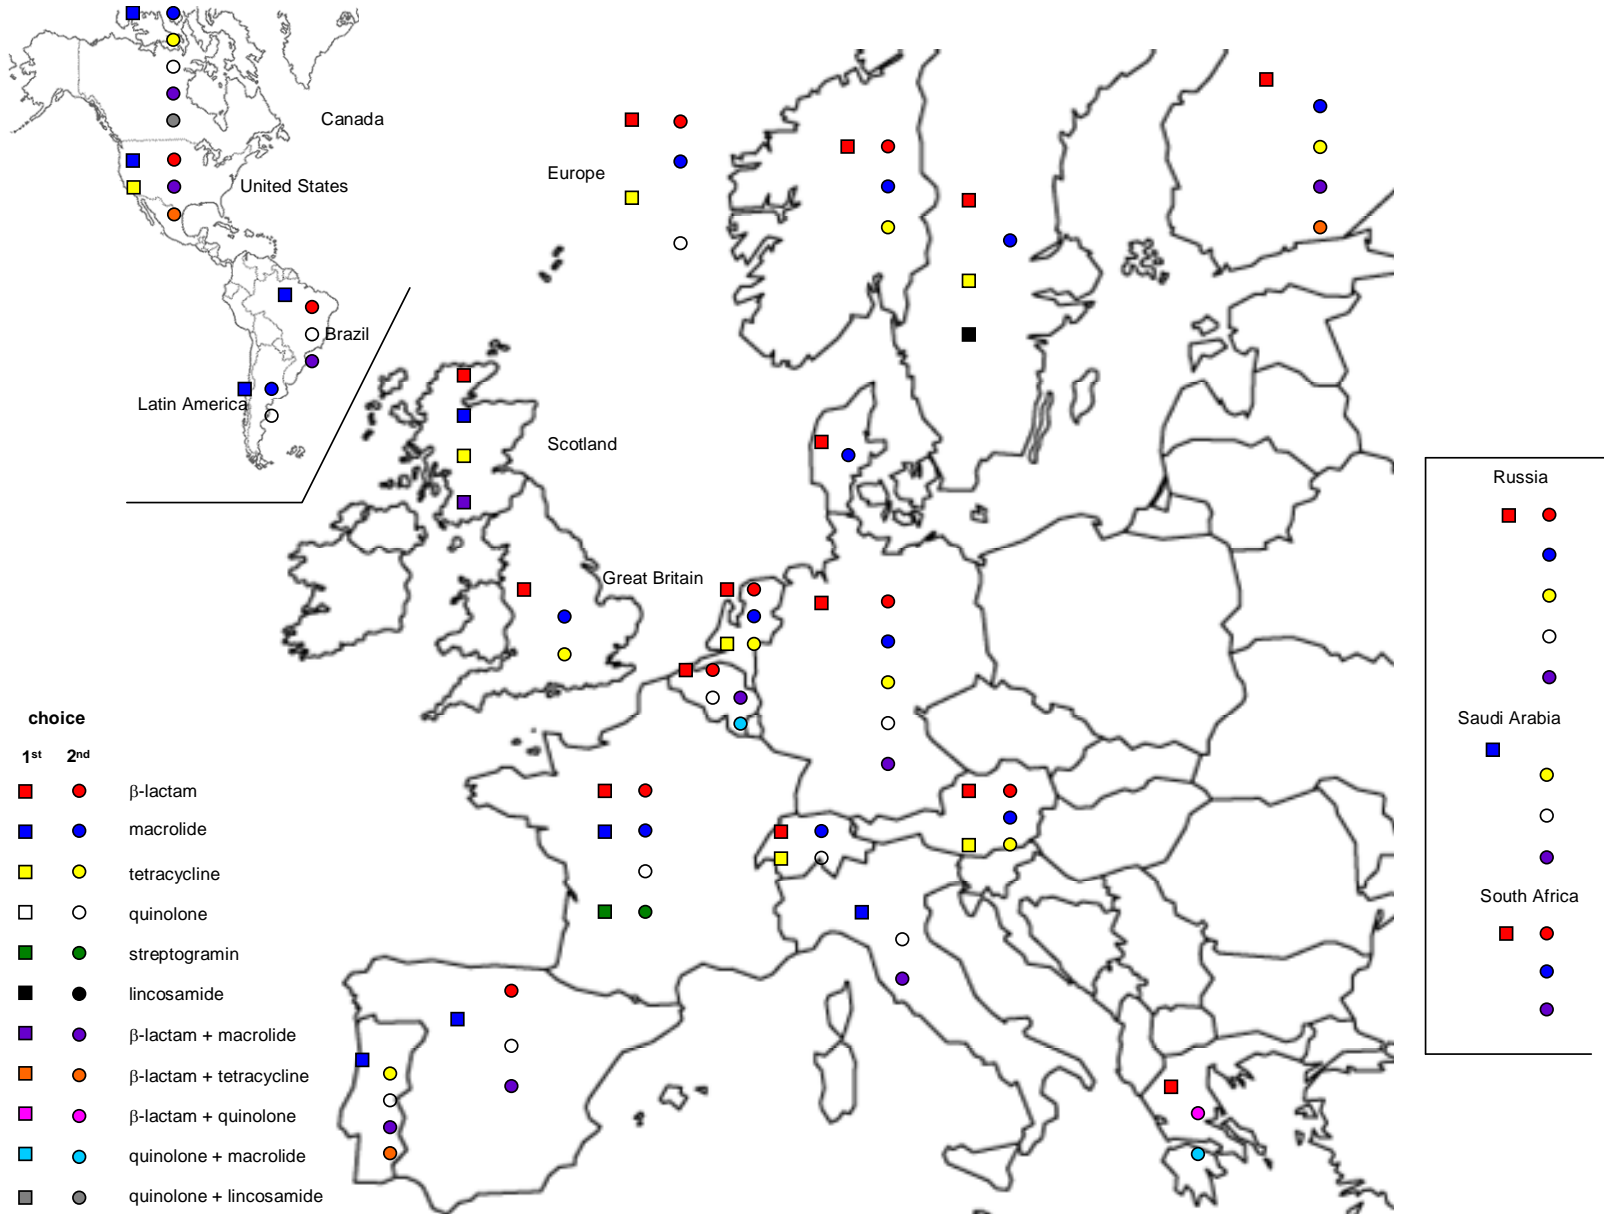 Canada
United States
Brazil
Latin America
Europe
Scotland
Great Britain
Russia
Saudi Arabia
South Africa
choice
1st 2nd
β-lactam
macrolide
tetracycline
quinolone
streptogramin
lincosamide
β-lactam + macrolide
β-lactam + tetracycline
β-lactam + quinolone
quinolone + macrolide
quinolone + lincosamide